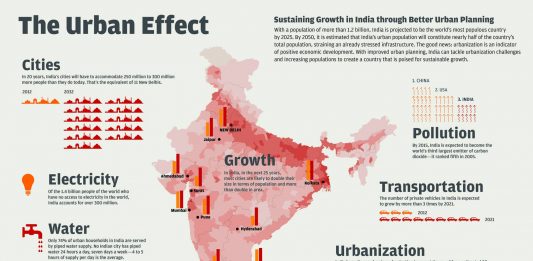 The Urban Effect
Sustaining Growth in India through Better Urban Planning
With a population of more than 1.2 billion, India is projected to be the world's most populous country
by 2025. By 2050, it is estimated that India's urban population will constitute nearly half of the country's
total population, straining an already stressed infrastructure. The good news: urbanization is an indicator
of positive economic development. With improved urban planning, India can tackle urbanization challenges
and increasing populations to create a country that is poised for sustainable growth.
Cities
In 20 years, India's cities will have to accommodate 250 million to 300 million
more people than they do today. That's the equivalent of 11 New Delhis.
2012
2032
1. CHINA
2. USA
3. INDIA
Pollution
By 2015, India is expected to become the
world's third largest emitter of carbon
dioxide—it ranked fifth in 2005.
NEW DELHI
Jaipur
Growth
In India, in the next 25 years,
most cities are likely to double their
size in terms of population and more
than double in area.
Ahmedabad
Surat
Mumbai
Pune
Hyderabad
Kolkata
Electricity
Of the 1.4 billion people of the world who
have no access to electricity in the world,
India accounts for over 300 million.
Transportation
The number of private vehicles in India is expected
to grow by more than 3 times by 2021.
2012
2021
Water
Only 74% of urban households in India are served
by piped water supply. No Indian city has piped
water 24 hours a day, seven days a week—4 to 5
hours of supply per day is the average.
Urbanization